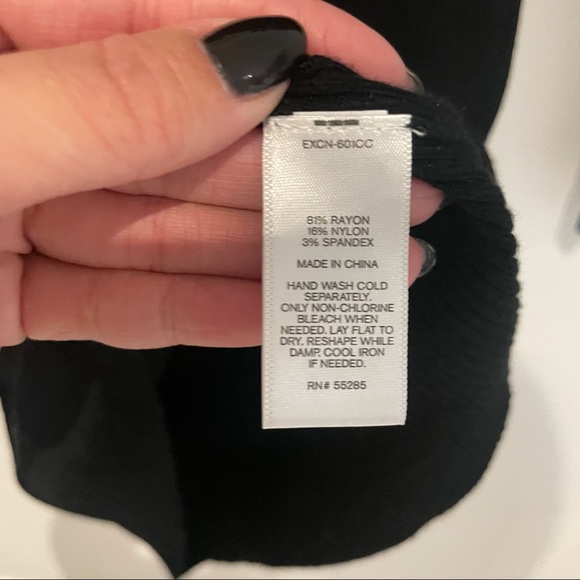 EXCN-601CC
81% RAYON
16% NYLON
3% SPANDEX
MADE IN CHINA
HAND WASH COLD
SEPARATELY.
ONLY NON-CHLORINE
BLEACH WHEN
NEEDED. LAY FLAT TO
DRY. RESHAPE WHILE
DAMP. COOL IRON
IF NEEDED.
RN# 55285